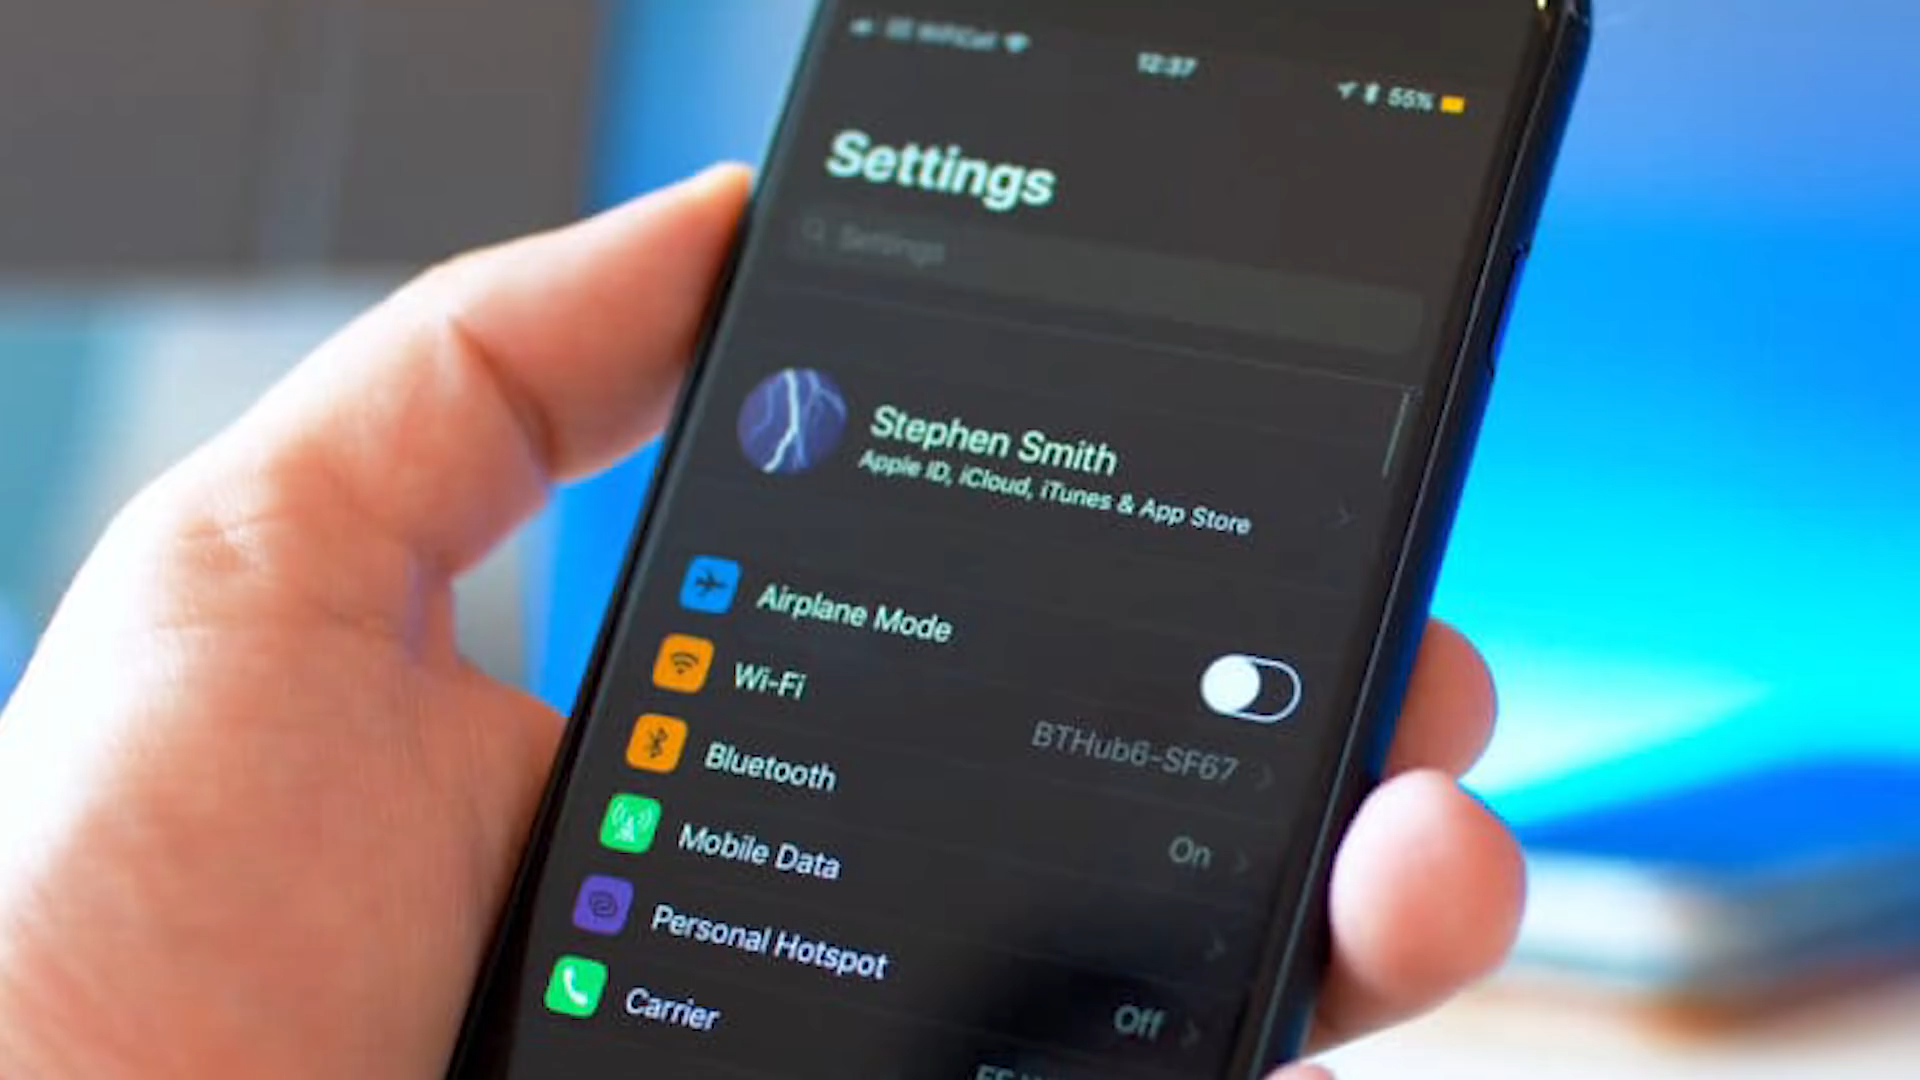 12:37
55%
Settings
Settings
Stephen Smith
Apple ID, iCloud, iTunes & App Store
Airplane Mode
Wi-Fi
BTHub6-SF67
Bluetooth
On
Mobile Data
Personal Hotspot
Off
Carrier